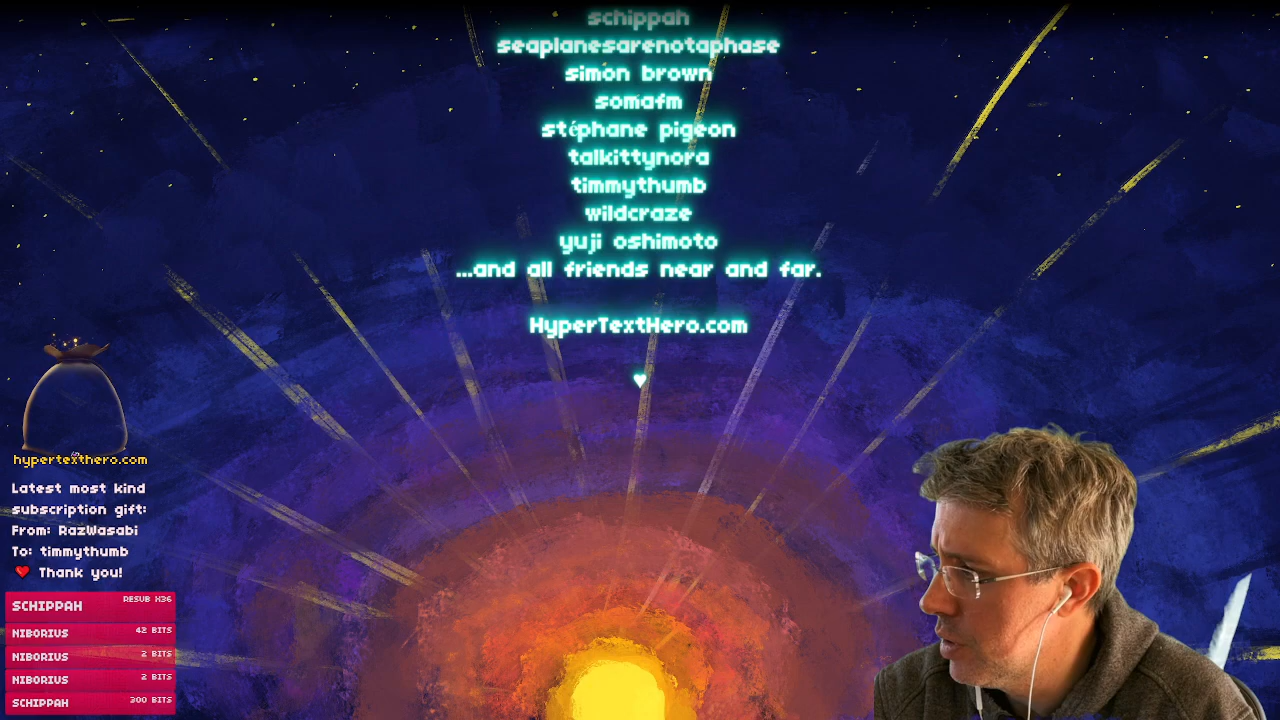 schippah
seaplanesarenotaphase
simon brown
somafm
stéphane pigeon
talkittynora
timmythumb
wildcraze
yuji oshimoto
...and all friends near and far.
HyperTextHero.com
hypertexthero.com
Latest most kind
subscription gift:
From: RazWasabi
To: timmythumb
Thank you!
SCHIPPAH RESUB X36
NIBORIUS 42 BITS
NIBORIUS 2 BITS
NIBORIUS 2 BITS
SCHIPPAH 300 BITS